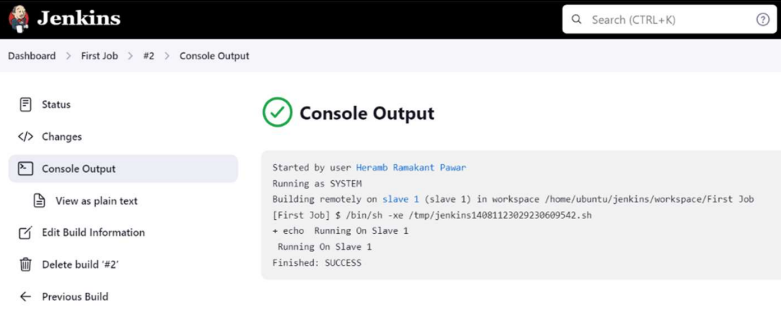 Jenkins
Search (CTRL+K)
Dashboard > First Job > #2 > Console Output
Status
Changes
Console Output
View as plain text
Edit Build Information
Delete build '#2'
Previous Build
Console Output
Started by user Heramb Ramakant Pawar
Running as SYSTEM
Building remotely on slave 1 (slave 1) in workspace /home/ubuntu/jenkins/workspace/First Job
[First Job] $ /bin/sh -xe /tmp/jenkins14081123029230609542.sh
+ echo  Running On Slave 1
 Running On Slave 1
Finished: SUCCESS